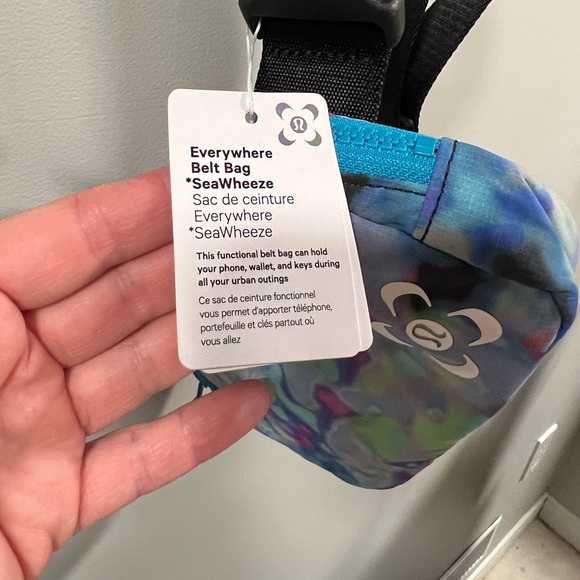 Everywhere
Belt Bag
*SeaWheeze
Sac de ceinture
Everywhere
*SeaWheeze
This functional belt bag can hold
your phone, wallet, and keys during
all your urban outings
Ce sac de ceinture fonctionnel
vous permet d'apporter téléphone,
portefeuille et clés partout où
vous allez